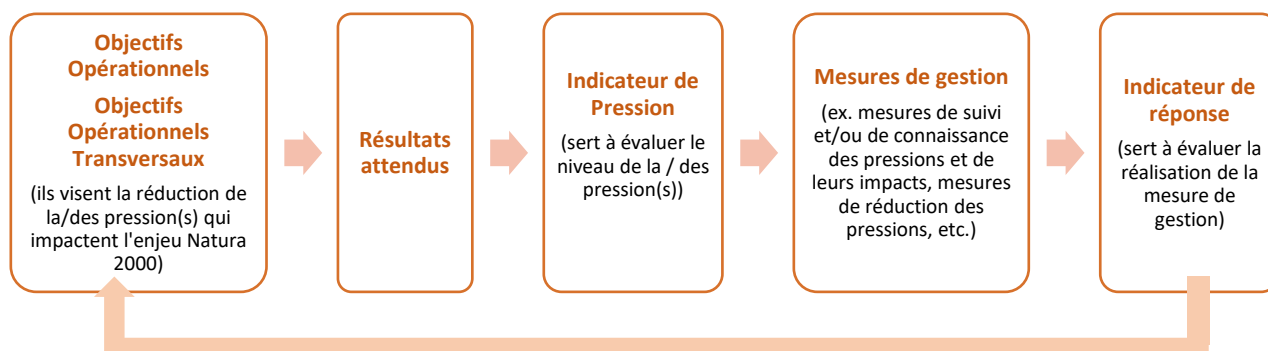 Objectifs
Opérationnels
Objectifs
Opérationnels
Transversaux
(ils visent la réduction de
la/des pression(s) qui
impactent l'enjeu Natura
2000)
Résultats
attendus
Indicateur de
Pression
(sert à évaluer le
niveau de la / des
pression(s))
Mesures de gestion
(ex. mesures de suivi
et/ou de connaissance
des pressions et de
leurs impacts, mesures
de réduction des
pressions, etc.)
Indicateur de
réponse
(sert à évaluer la
réalisation de la
mesure de
gestion)